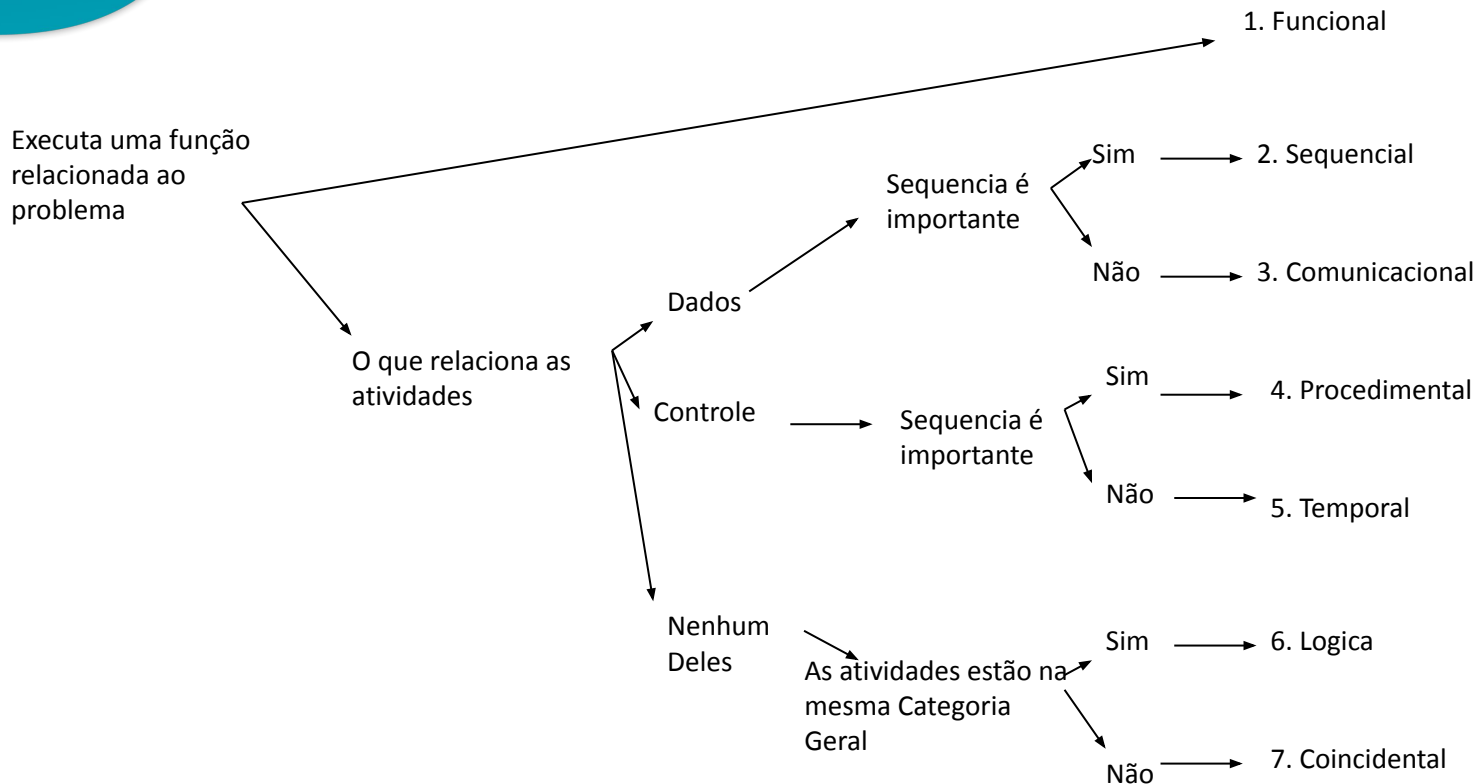 1. Funcional
Executa uma função
relacionada ao
problema
Sequencia é
importante
Sim
2. Sequencial
Não
3. Comunicacional
Dados
O que relaciona as
atividades
Controle
Sequencia é
importante
Sim
4. Procedimental
Não
5. Temporal
Nenhum
Deles
As atividades estão na
mesma Categoria
Geral
Sim
6. Logica
Não
7. Coincidental